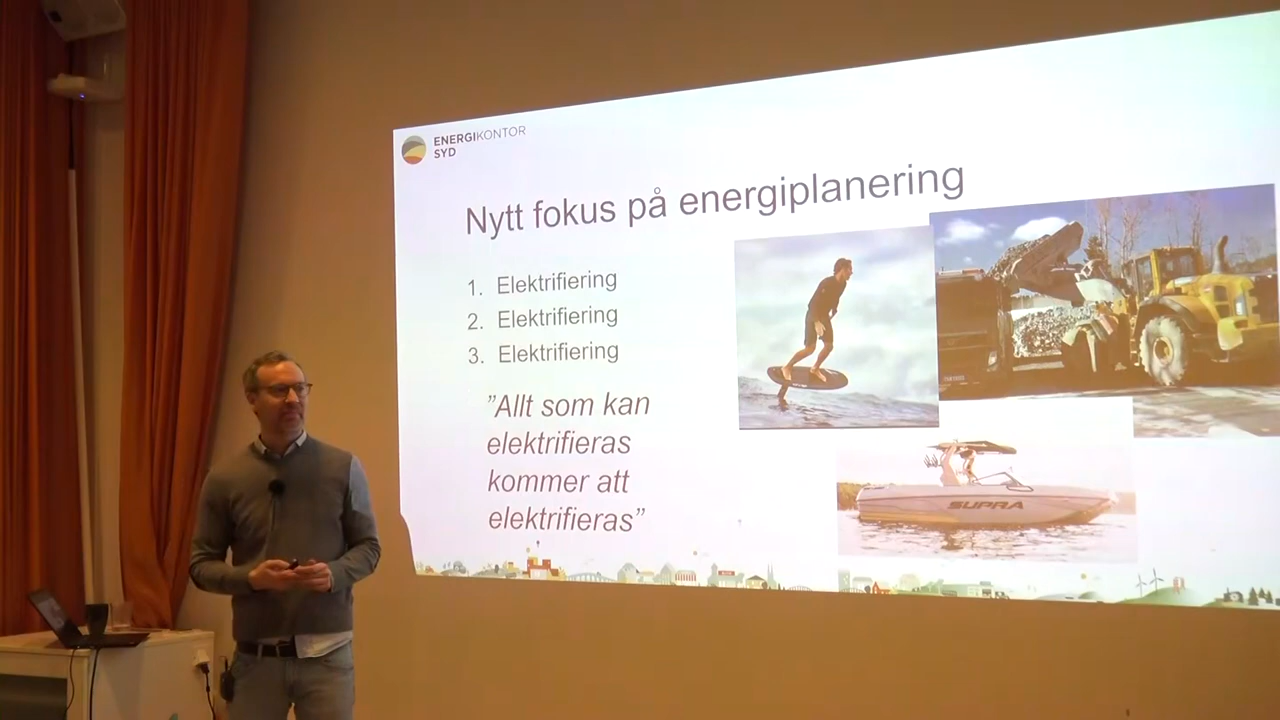 ENERGIKONTOR
SYD
Nytt fokus på energiplanering
1. Elektrifiering
2. Elektrifiering
3. Elektrifiering
”Allt som kan
elektrifieras
kommer att
elektrifieras”
SUPRA